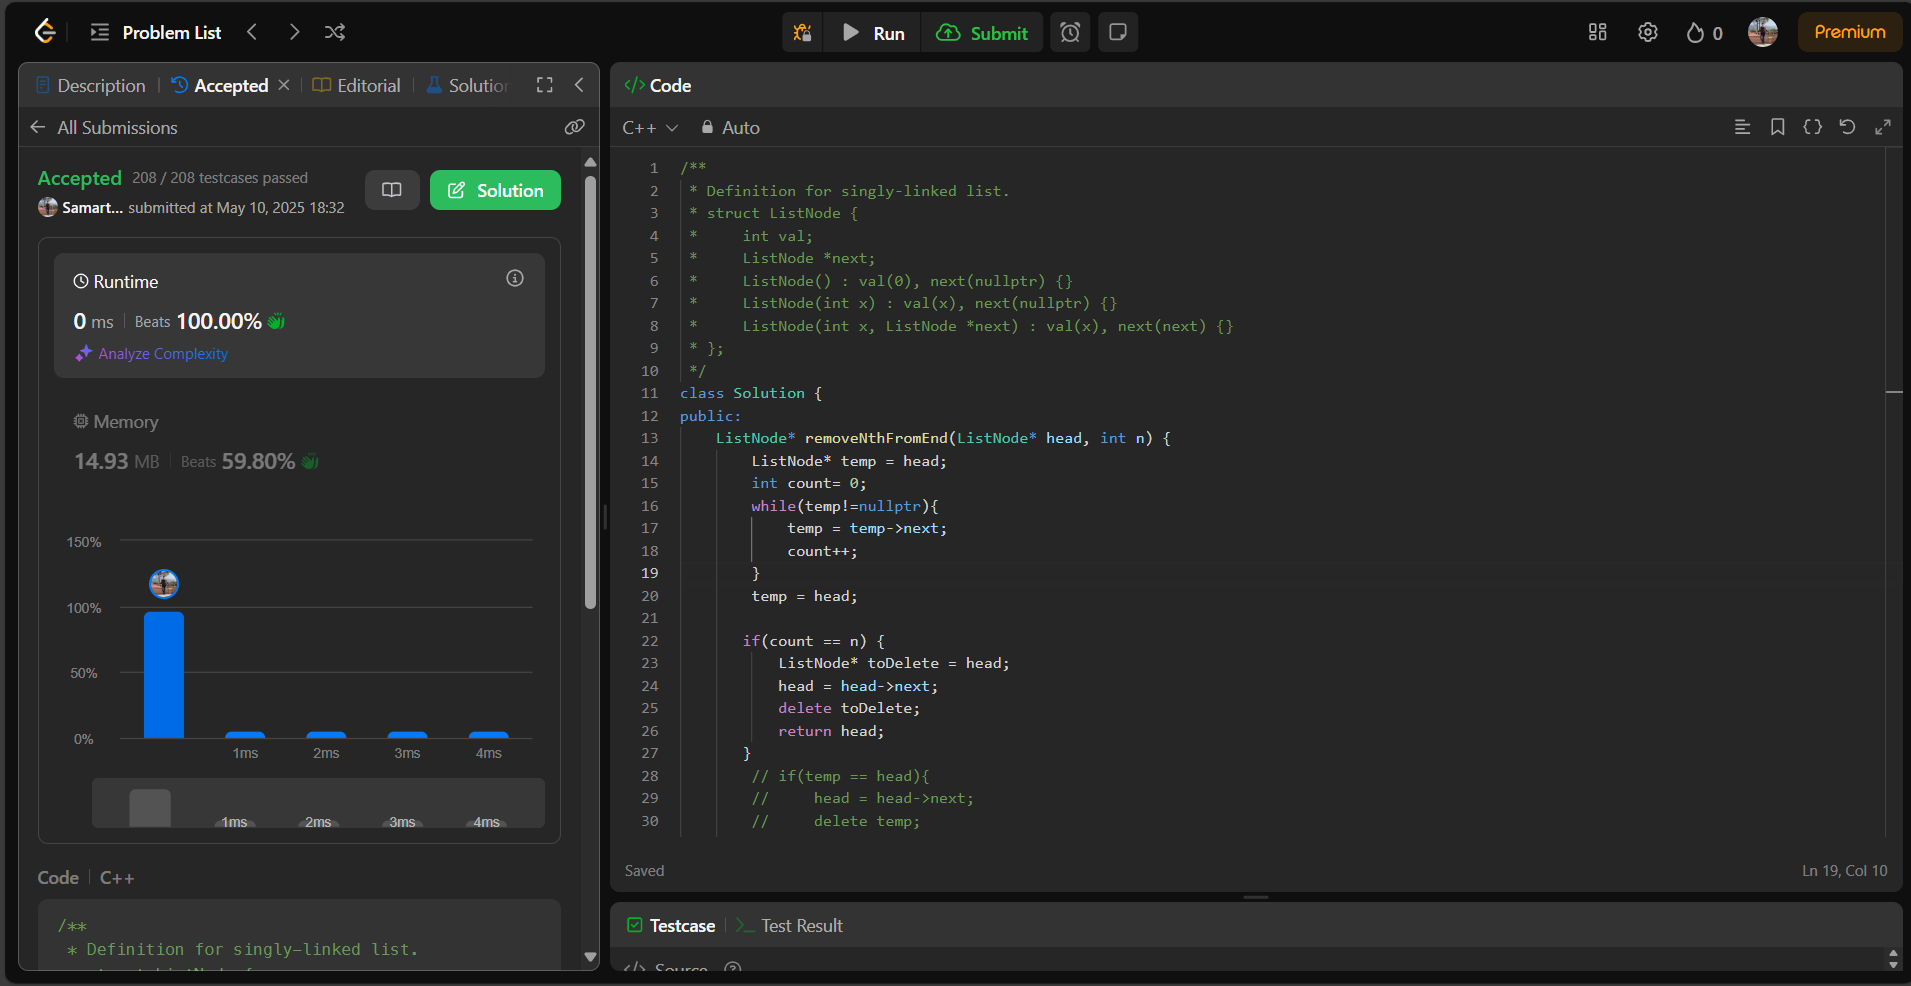 Problem List
Run
Submit
0
Premium
Description
Accepted
Editorial
Solution
All Submissions
Accepted 208 / 208 testcases passed
Samart... submitted at May 10, 2025 18:32
Solution
Runtime
0 ms Beats 100.00%
Analyze Complexity
Memory
14.93 MB Beats 59.80%
150%
100%
50%
0%
1ms 2ms 3ms 4ms
1ms 2ms 3ms 4ms
Code C++
/**
* Definition for singly-linked list.
</> Code
C++ Auto
1 /**
2 * Definition for singly-linked list.
3 * struct ListNode {
4 *     int val;
5 *     ListNode *next;
6 *     ListNode() : val(0), next(nullptr) {}
7 *     ListNode(int x) : val(x), next(nullptr) {}
8 *     ListNode(int x, ListNode *next) : val(x), next(next) {}
9 * };
10 */
11 class Solution {
12 public:
13     ListNode* removeNthFromEnd(ListNode* head, int n) {
14         ListNode* temp = head;
15         int count= 0;
16         while(temp!=nullptr){
17             temp = temp->next;
18             count++;
19         }
20         temp = head;
21
22        if(count == n) {
23            ListNode* toDelete = head;
24            head = head->next;
25            delete toDelete;
26            return head;
27        }
28         // if(temp == head){
29         //     head = head->next;
30         //     delete temp;
Saved
Ln 19, Col 10
Testcase
Test Result
</> Source